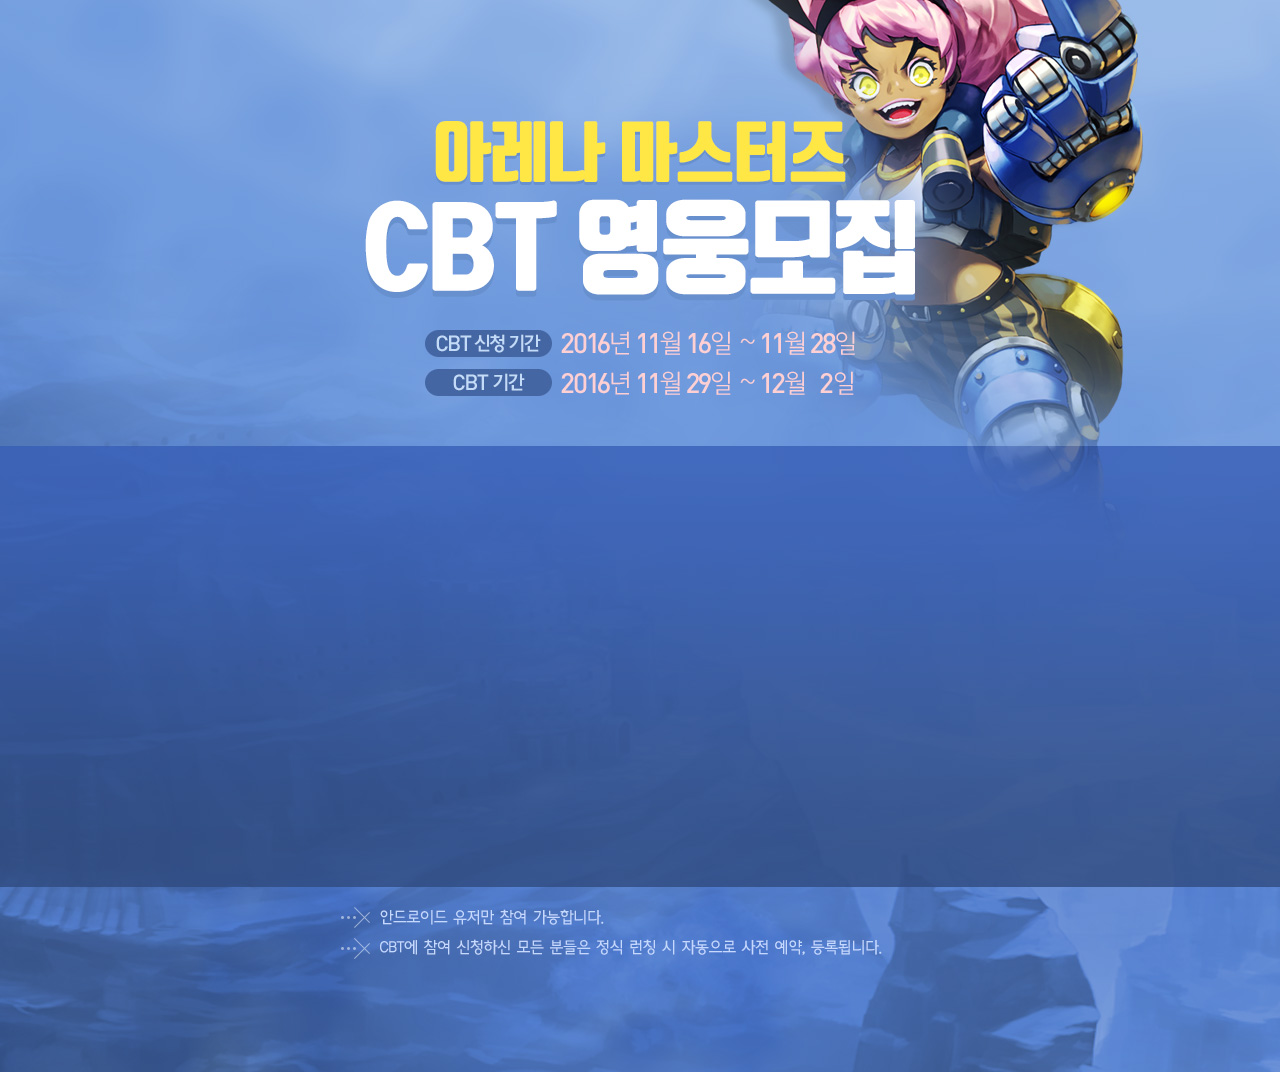 아레나 마스터즈
CBT 영웅모집
CBT 신청 기간 2016년 11월 16일 ~ 11월 28일
CBT 기간 2016년 11월 29일 ~ 12월 2일
안드로이드 유저만 참여 가능합니다.
CBT에 참여 신청하신 모든 분들은 정식 런칭 시 자동으로 사전 예약, 등록됩니다.